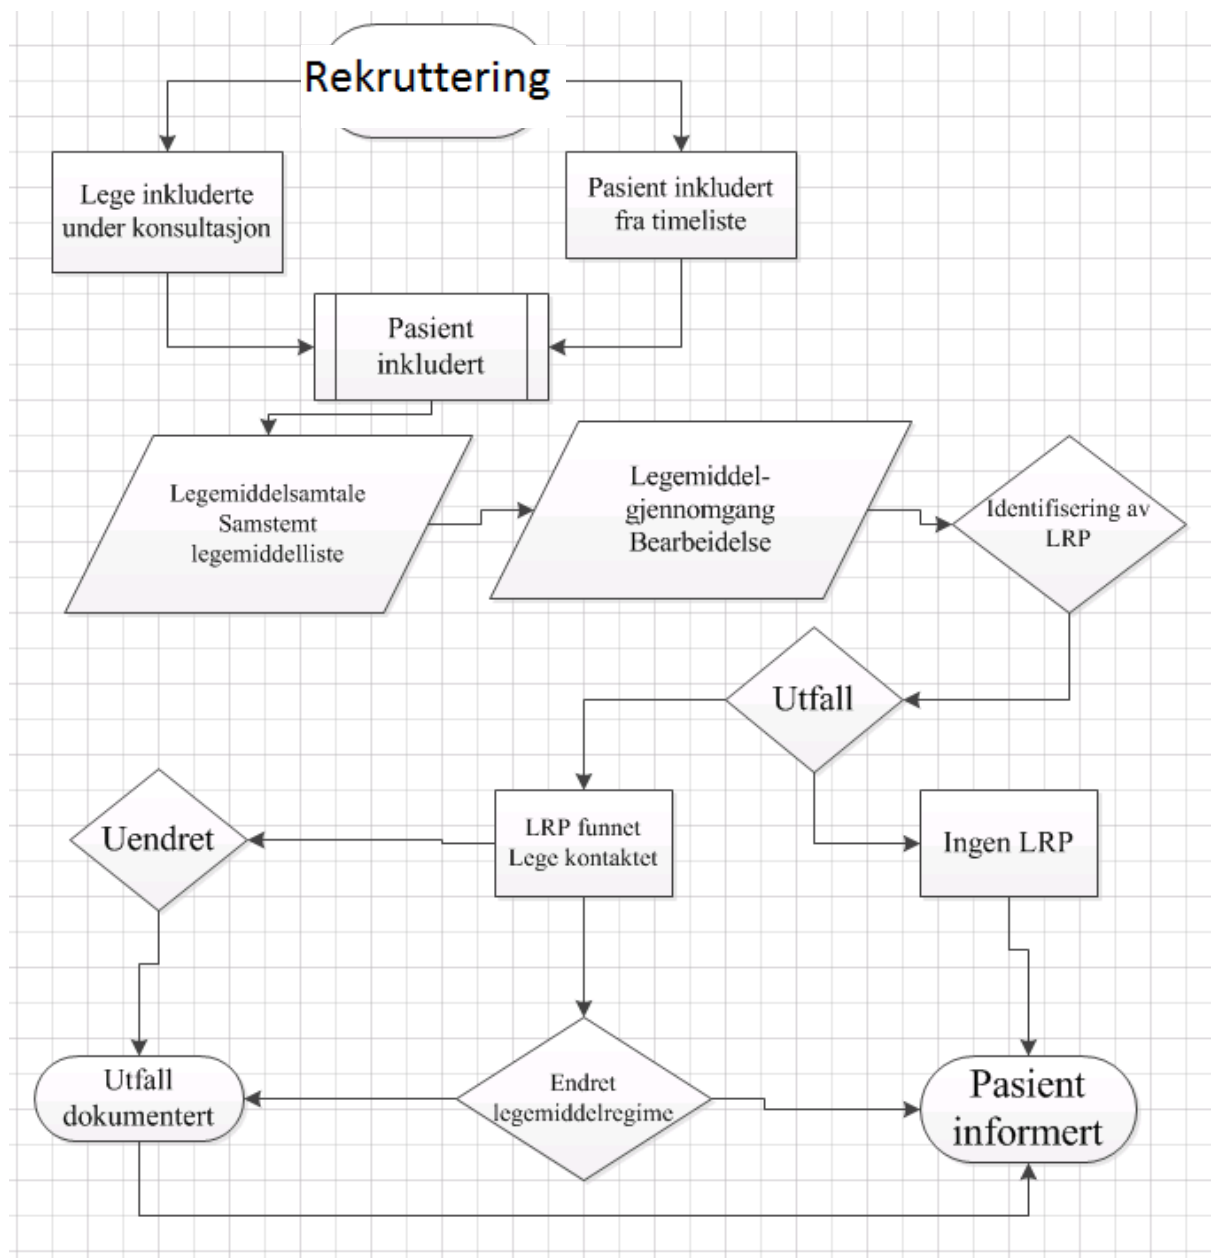 Rekruttering
Lege inkluderte
under konsultasjon
Pasient inkludert
fra timeliste
Pasient
inkludert
Legemiddelsamtale
Samstemt
legemiddelliste
Legemiddel-
gjennomgang
Bearbeidelse
Identifisering av
LRP
Utfall
LRP funnet
Lege kontaktet
Ingen LRP
Uendret
Endret
legemiddelregime
Utfall
dokumentert
Pasient
informert